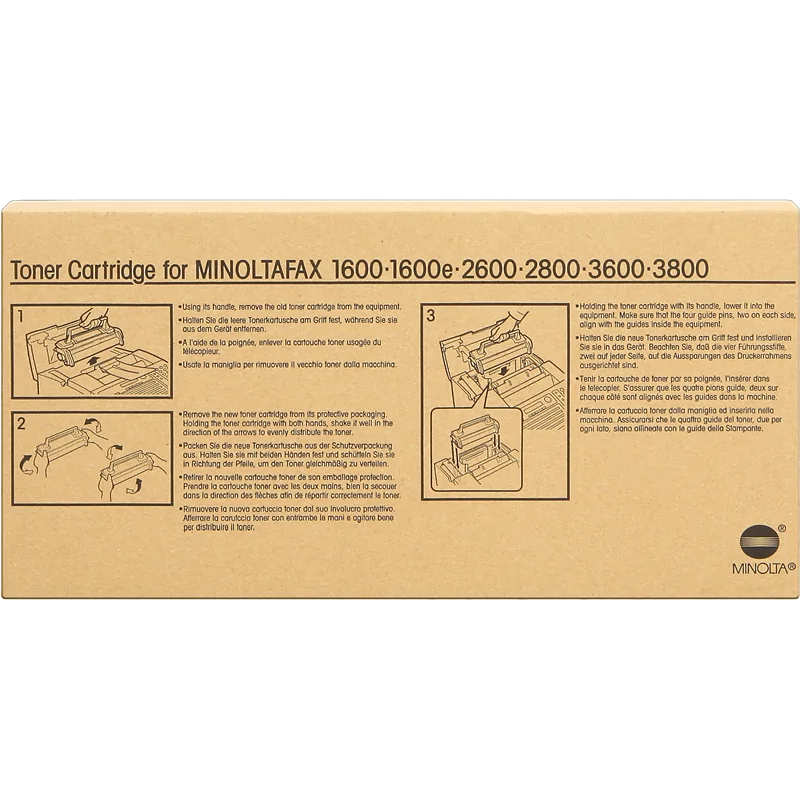 Toner Cartridge for MINOLTAFAX 1600·1600e·2600·2800·3600·3800
1
•Using its handle, remove the old toner cartridge from the equipment.
•Halten Sie die leere Tonerkartusche am Griff fest, während Sie sie
aus dem Gerät entfernen.
•A l'aide de la poignée, enlever la cartouche toner usagée du
télécopieur.
•Usate la maniglia per rimuovere il vecchio toner dalla macchina.
2
•Remove the new toner cartridge from its protective packaging.
Holding the toner cartridge with both hands, shake it well in the
direction of the arrows to evenly distribute the toner.
•Packen Sie die neue Tonerkartusche aus der Schutzverpackung
aus. Halten Sie sie mit beiden Händen fest und schütteln Sie sie
in Richtung der Pfeile, um den Toner gleichmäßig zu verteilen.
•Retirer la nouvelle cartouche toner de son emballage protection.
Prendre la cartouche toner avec les deux mains, bien la secouer
dans la direction des flèches afin de répartir correctement le toner.
•Rimuovere la nuova cartuccia toner dal suo involucro protettivo.
Afferrare la carutccia toner con entrambe le mani e agitare bene
per distribuire il toner.
3
•Holding the toner cartridge with its handle, lower it into the
equipment. Make sure that the four guide pins, two on each side,
align with the guides inside the equipment.
•Halten Sie die neue Tonerkartusche am Griff fest und installieren
Sie sie in das Gerät. Beachten Sie, daß die vier Führungsstifte,
zwei auf jeder Seite, auf die Aussparungen des Druckerrahmens
ausgerichtet sind.
•Tenir la cartouche de toner par sa poignée, l'insérer dans
le télécopier. S'assurer que les quatre pions guide, deux sur
chaque côté sont alignés avec les guides dans la machine.
•Afferrare la cartuccia toner dalla maniglia ed inserirla nella
macchina. Assicurarsi che le quattro guide del toner, due per
ogni lato, siano allineate con le guide della Stampante.
®
MINOLTA®